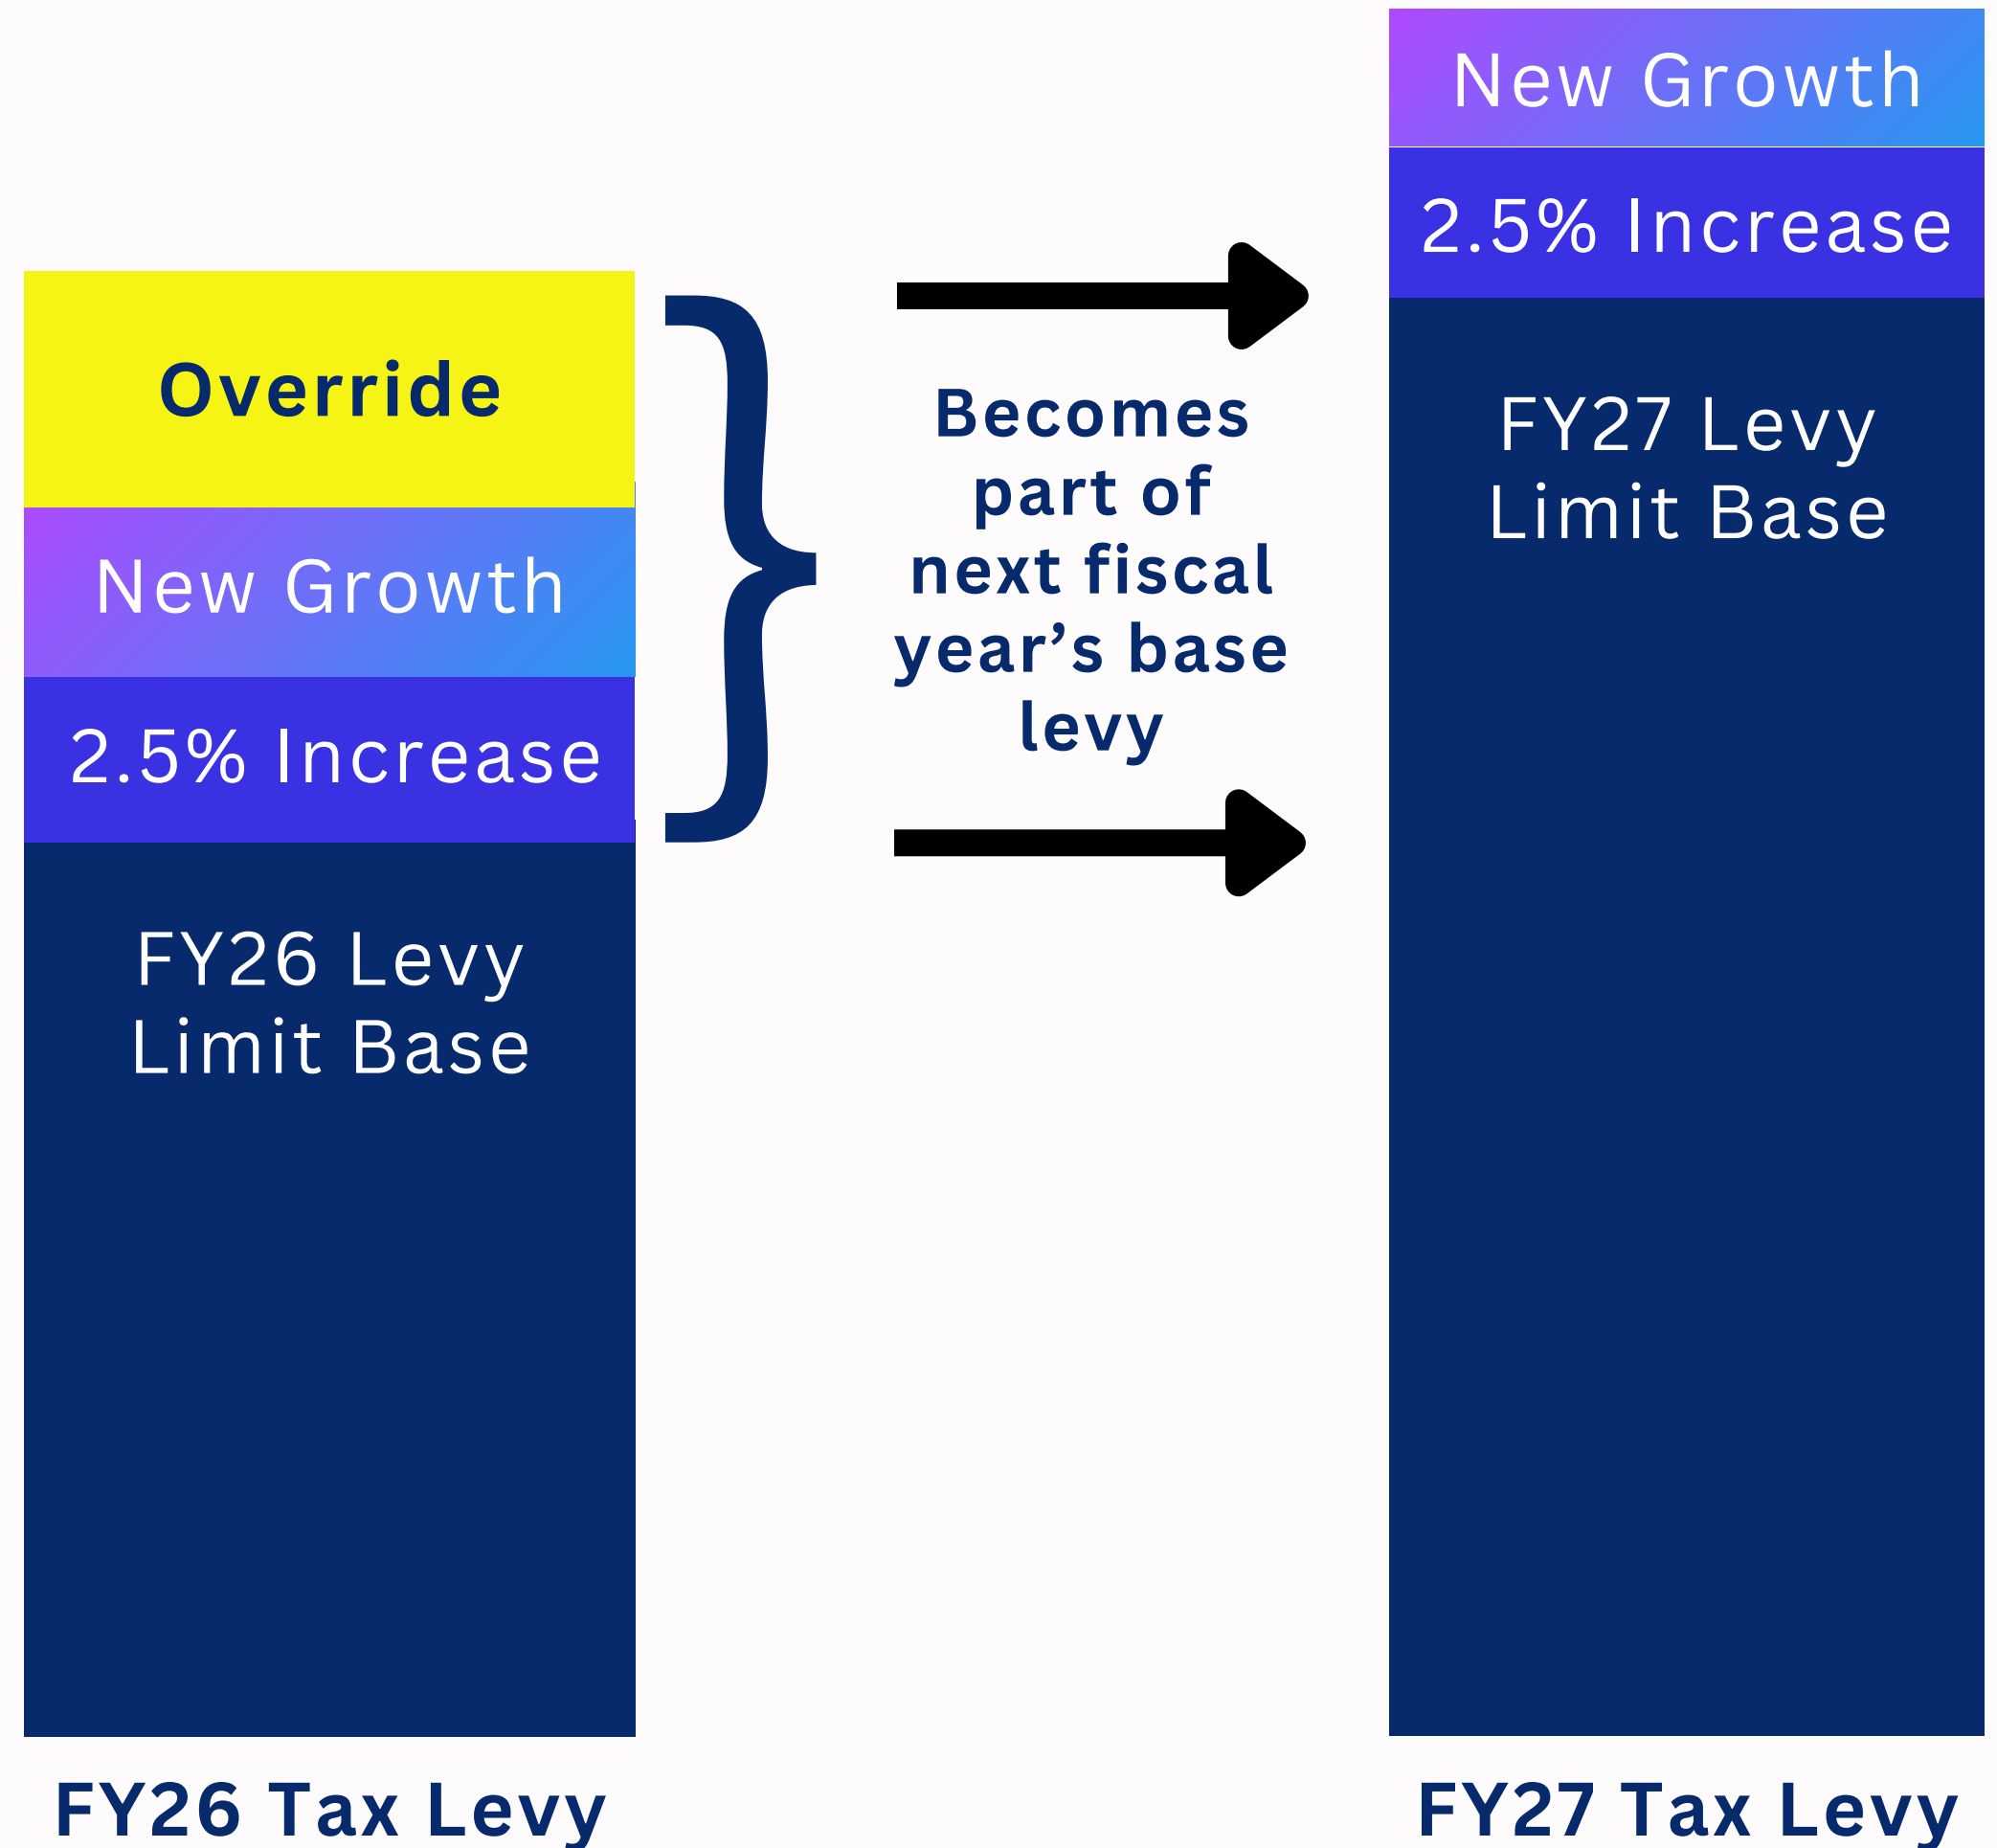 Override
New Growth
2.5% Increase
FY26 Levy
Limit Base
FY26 Tax Levy
Becomes
part of
next fiscal
year’s base
levy
New Growth
2.5% Increase
FY27 Levy
Limit Base
FY27 Tax Levy